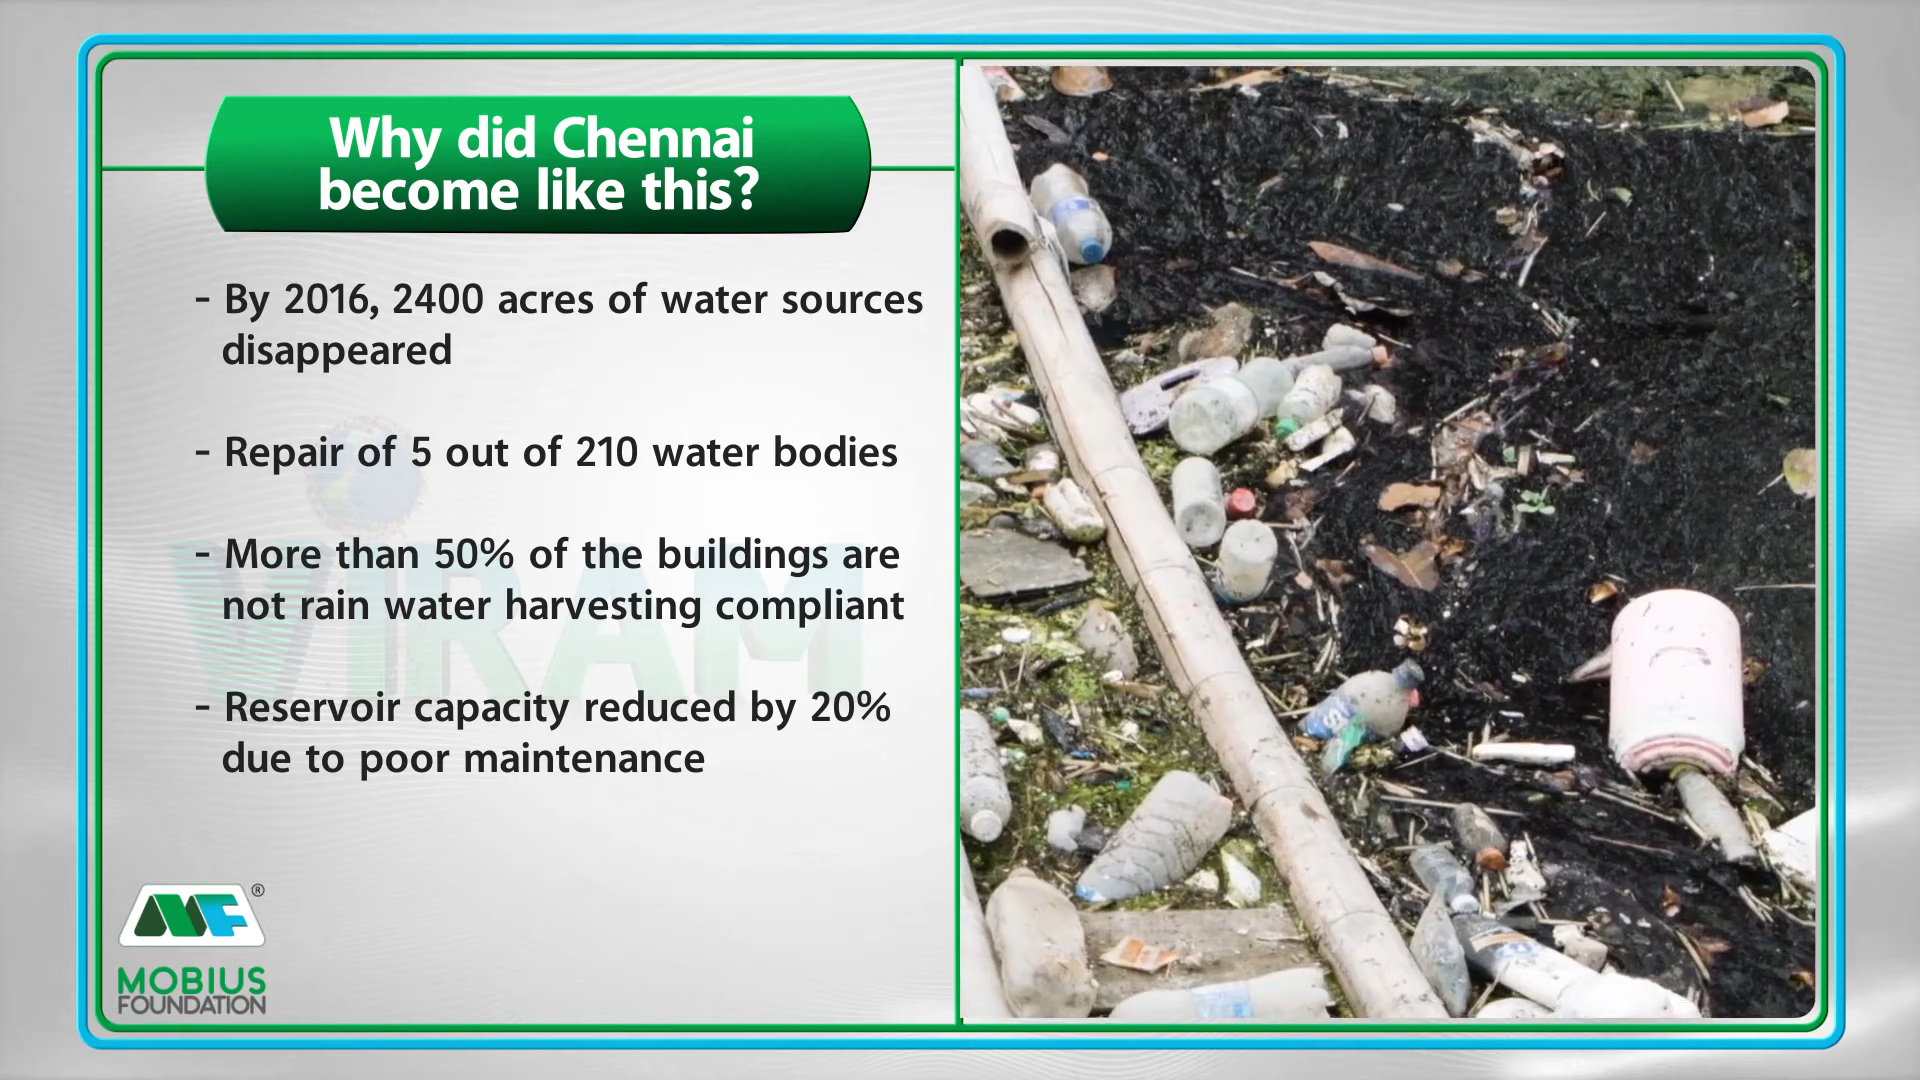 Why did Chennai
become like this?
- By 2016, 2400 acres of water sources
disappeared
- Repair of 5 out of 210 water bodies
- More than 50% of the buildings are
not rain water harvesting compliant
- Reservoir capacity reduced by 20%
due to poor maintenance
ViRAM
MF®
MOBIUS
FOUNDATION